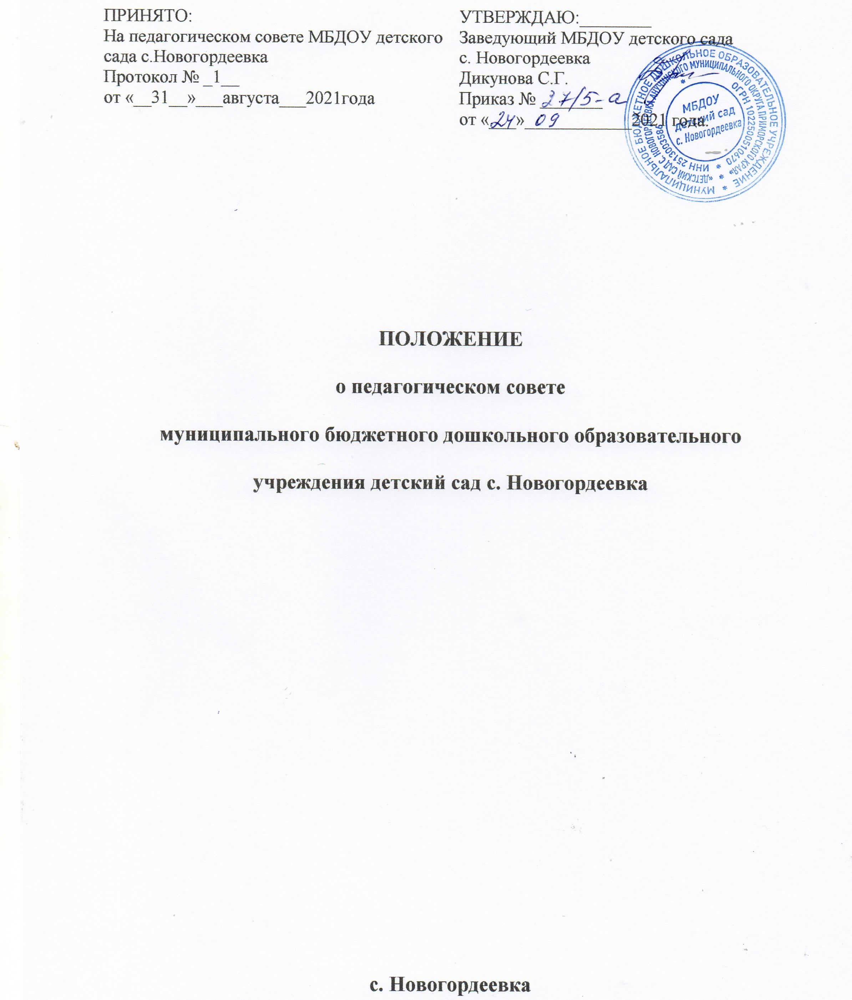 ПРИНЯТО:
На педагогическом совете МБДОУ детского
сада с.Новогордеевка
Протокол № _1__
от «__31__»___августа___2021года
УТВЕРЖДАЮ:________
Заведующий МБДОУ детского сада
с. Новогордеевка
Дикунова С.Г.
Приказ № 27/5-а
от «24» 09 2021 года.
МУНИЦИПАЛЬНОЕ БЮДЖЕТНОЕ ДОШКОЛЬНОЕ ОБРАЗОВАТЕЛЬНОЕ УЧРЕЖДЕНИЕ *
«ДЕТСКИЙ САД С. НОВОГОРДЕЕВКА АНУЧИНСКОГО МУНИЦИПАЛЬНОГО ОКРУГА ПРИМОРСКОГО КРАЯ» *
* ОГРН 1022500510670 * ИНН 2513003586
МБДОУ
детский сад
с. Новогордеевка
ПОЛОЖЕНИЕ
о педагогическом совете
муниципального бюджетного дошкольного образовательного
учреждения детский сад с. Новогордеевка
с. Новогордеевка